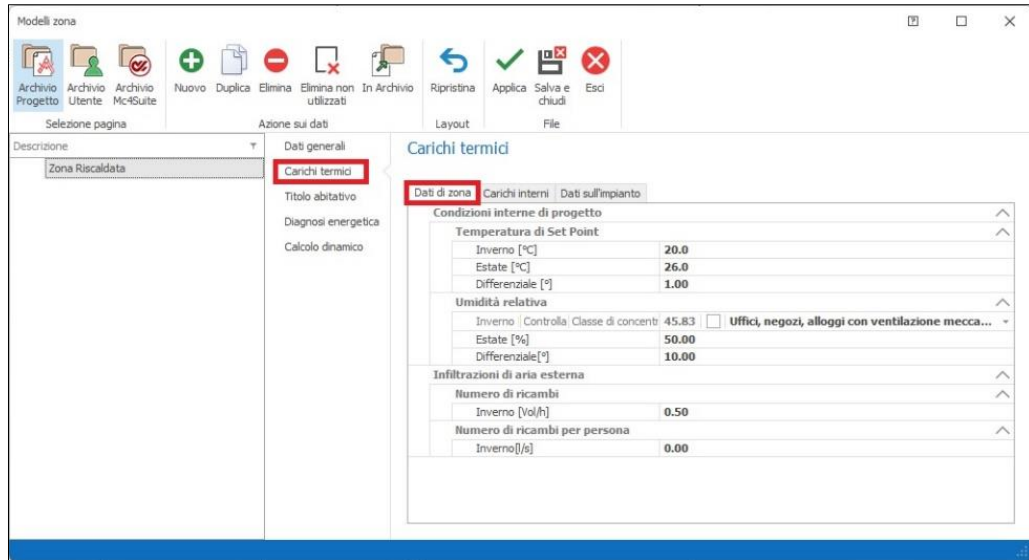 Modelli zona
Archivio Progetto
Archivio Utente
Archivio Mc4Suite
Nuovo
Duplica
Elimina
Elimina non utilizzati
In Archivio
Ripristina
Applica
Salva e chiudi
Esci
Selezione pagina
Azione sui dati
Layout
File
Descrizione
Zona Riscaldata
Dati generali
Carichi termici
Titolo abitativo
Diagnosi energetica
Calcolo dinamico
Carichi termici
Dati di zona Carichi interni Dati sull'impianto
Condizioni interne di progetto
Temperatura di Set Point
Inverno [°C] 20.0
Estate [°C] 26.0
Differenziale [°] 1.00
Umidità relativa
Inverno Controlla Classe di concentr 45.83 Uffici, negozi, alloggi con ventilazione mecca...
Estate [%] 50.00
Differenziale[°] 10.00
Infiltrazioni di aria esterna
Numero di ricambi
Inverno [Vol/h] 0.50
Numero di ricambi per persona
Inverno[l/s] 0.00